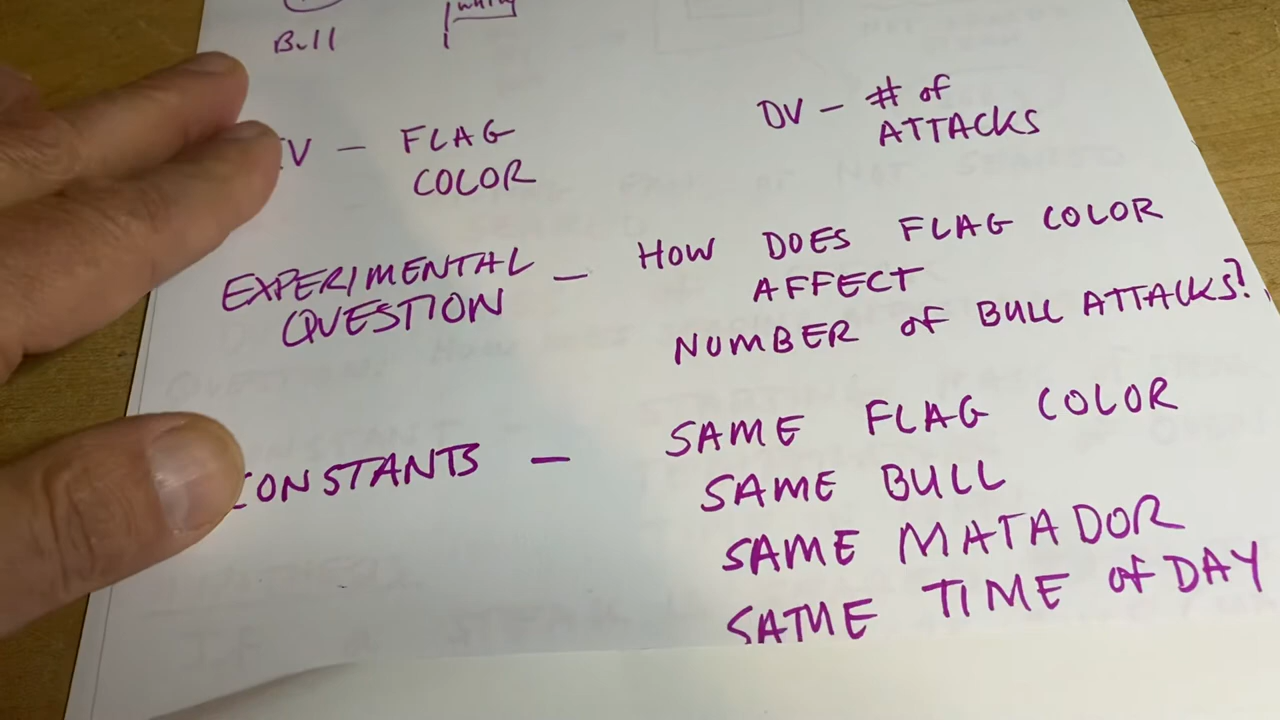 Bull
V — FLAG
COLOR
DV — # of
ATTACKS
EXPERIMENTAL
QUESTION —
HOW DOES FLAG COLOR
AFFECT
NUMBER of BULL ATTACKS?
CONSTANTS —
SAME FLAG COLOR
SAME BULL
SAME MATADOR
SAME TIME of DAY